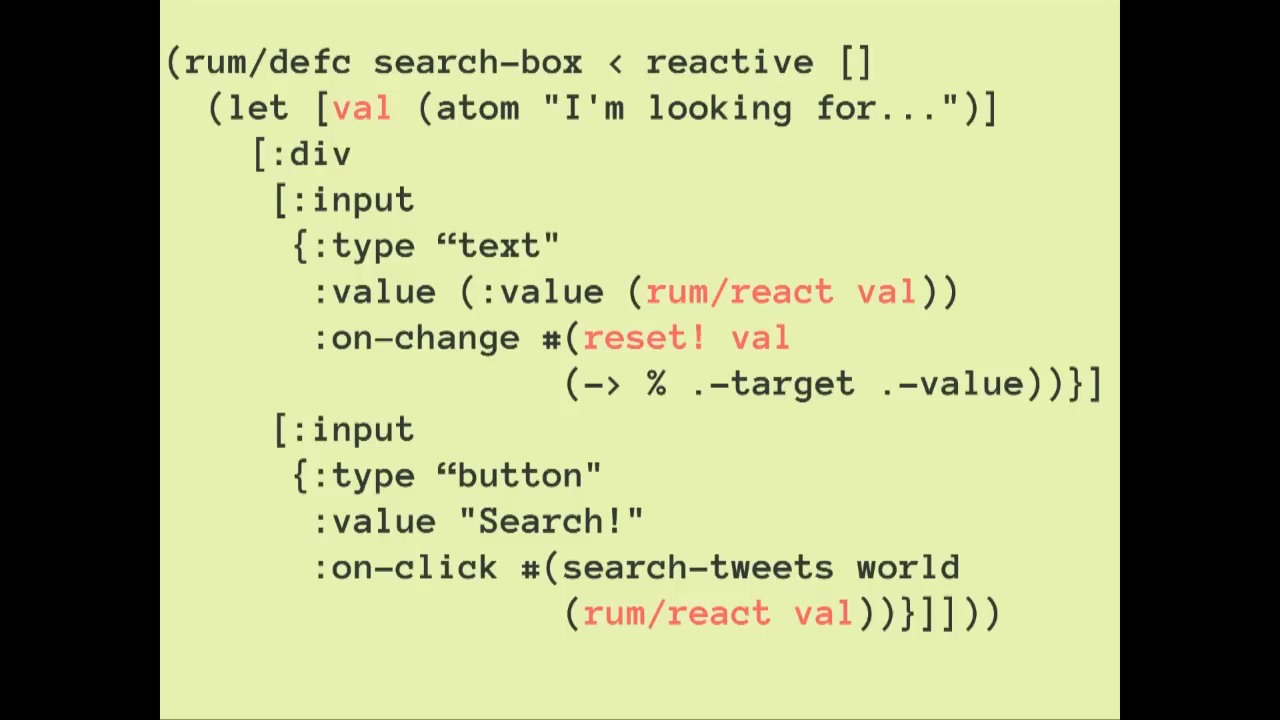 (rum/defc search-box < reactive []
  (let [val (atom "I'm looking for...")]
    [:div
     [:input
      {:type “text"
       :value (:value (rum/react val))
       :on-change #(reset! val
                   (-> % .-target .-value))}]
     [:input
      {:type “button"
       :value "Search!"
       :on-click #(search-tweets world
                   (rum/react val))}]]))